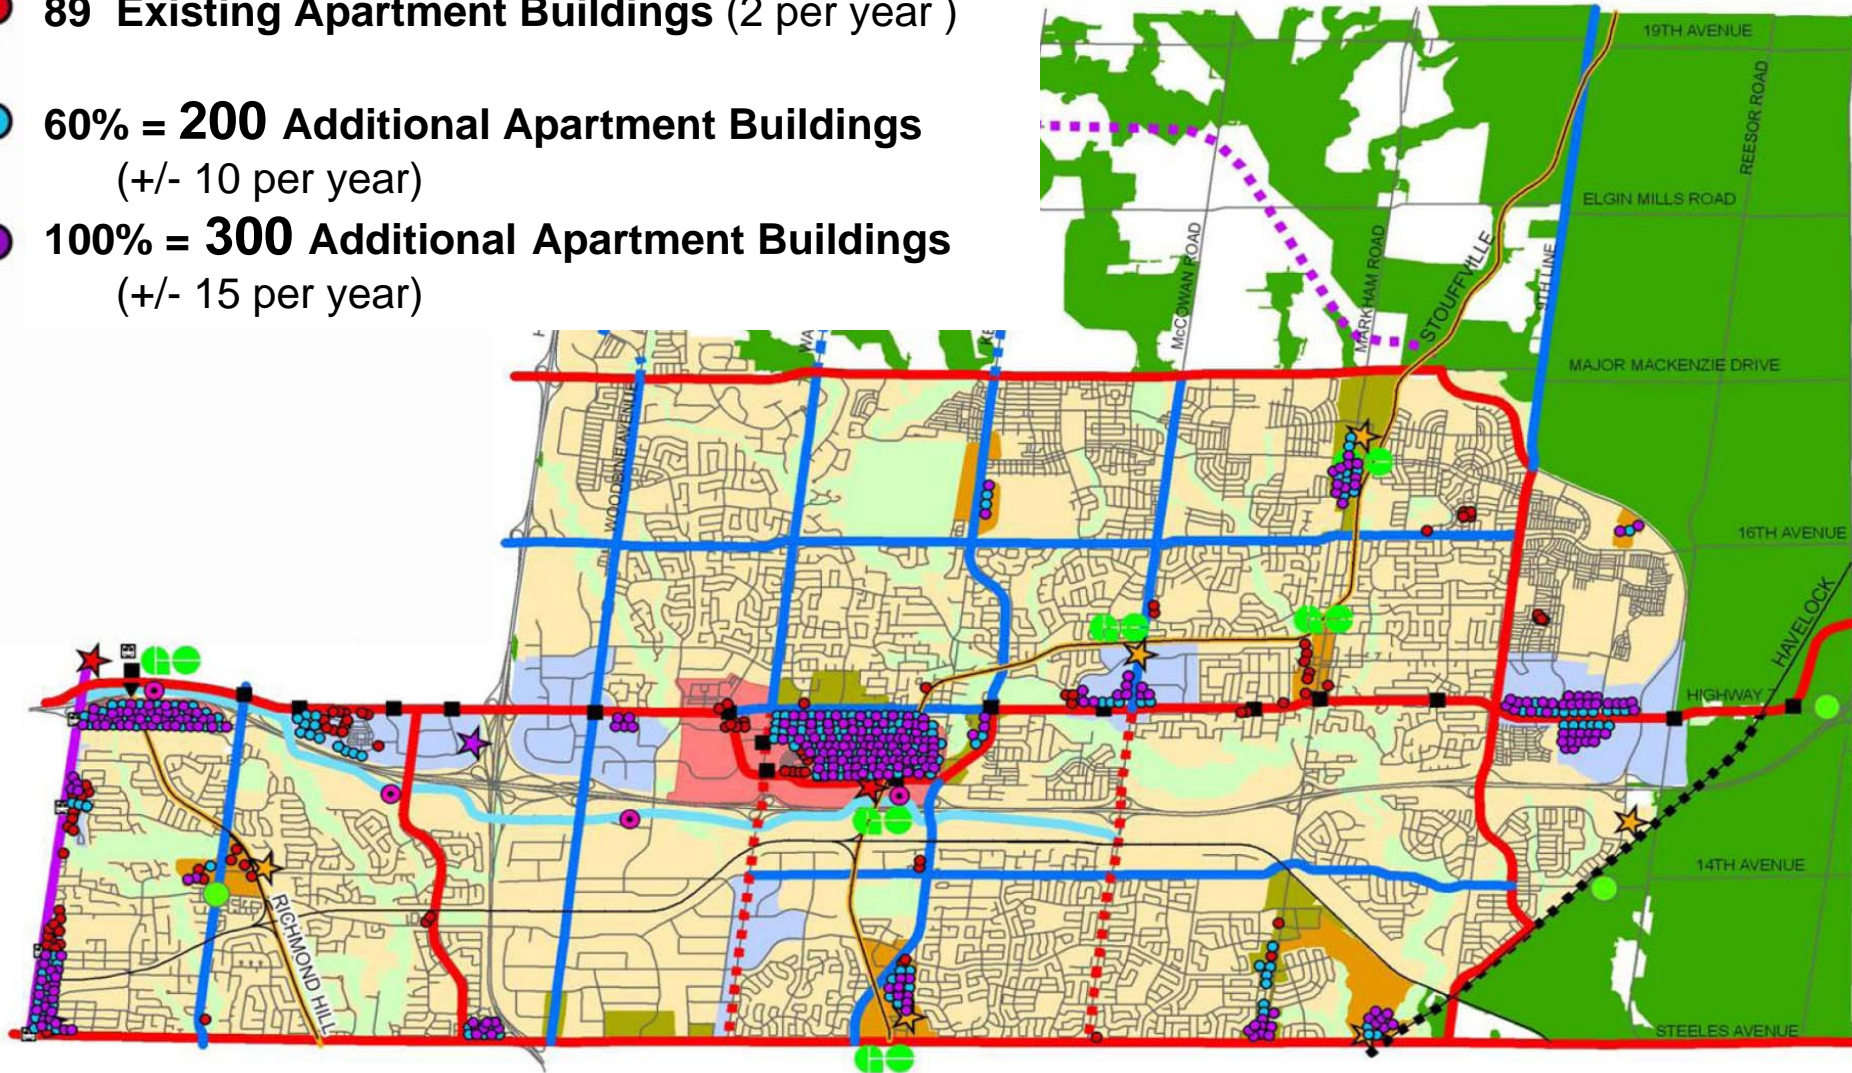 89 Existing Apartment Buildings (2 per year )
60% = 200 Additional Apartment Buildings
(+/- 10 per year)
100% = 300 Additional Apartment Buildings
(+/- 15 per year)
19TH AVENUE
REESOR ROAD
ELGIN MILLS ROAD
McCOWAN ROAD
MARKHAM ROAD
STOUFFVILLE
9TH LINE
MAJOR MACKENZIE DRIVE
WOODBINE AVENUE
16TH AVENUE
HAVELOCK
HIGHWAY 7
14TH AVENUE
RICHMOND HILL
STEELES AVENUE